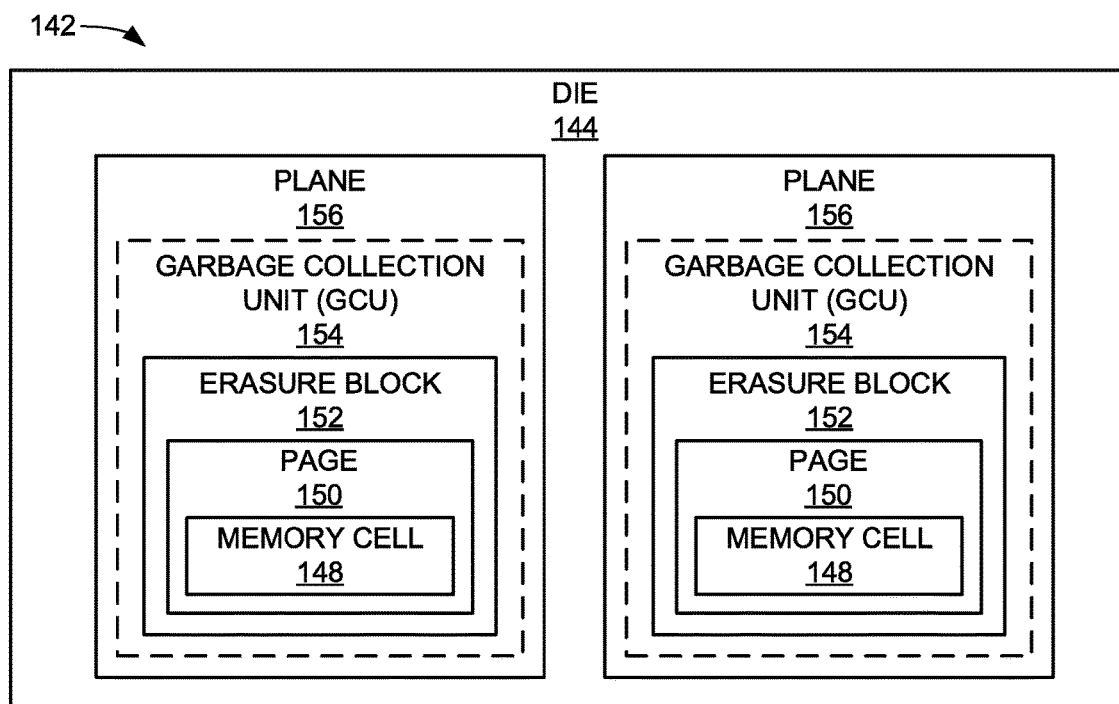 142
DIE
144
PLANE
156
GARBAGE COLLECTION
UNIT (GCU)
154
ERASURE BLOCK
152
PAGE
150
MEMORY CELL
148
PLANE
156
GARBAGE COLLECTION
UNIT (GCU)
154
ERASURE BLOCK
152
PAGE
150
MEMORY CELL
148